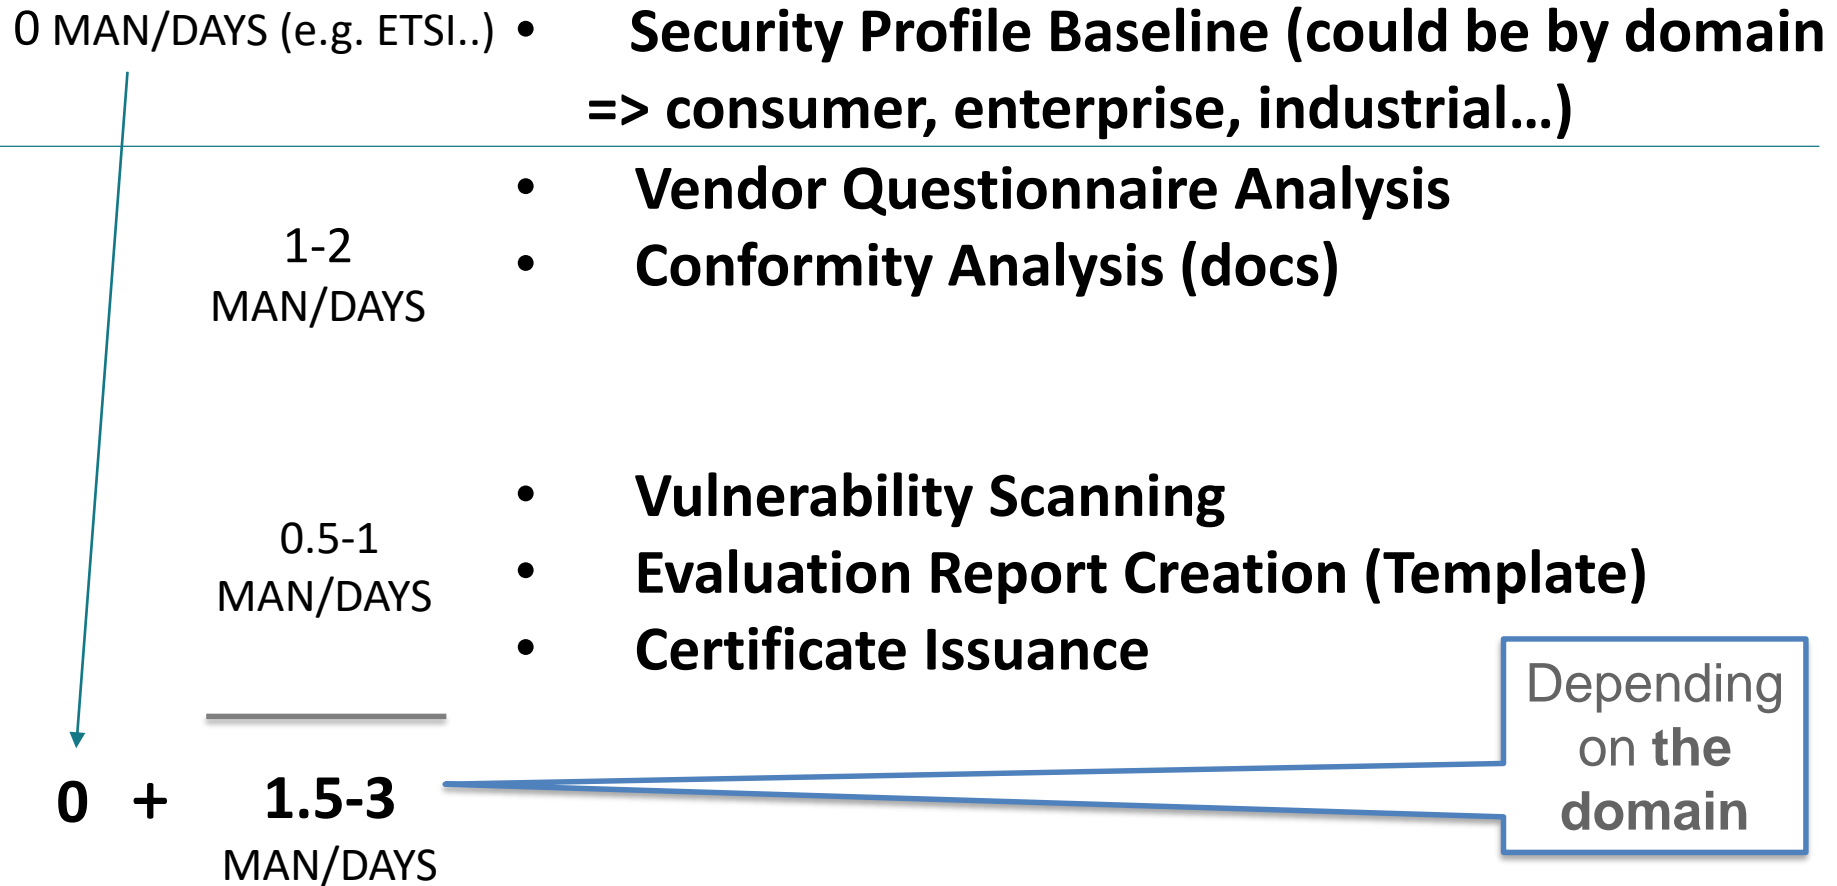 0 MAN/DAYS (e.g. ETSI..) • Security Profile Baseline (could be by domain
=> consumer, enterprise, industrial…)
• Vendor Questionnaire Analysis
• Conformity Analysis (docs)
1-2
MAN/DAYS
• Vulnerability Scanning
• Evaluation Report Creation (Template)
• Certificate Issuance
0.5-1
MAN/DAYS
0 + 1.5-3
MAN/DAYS
Depending
on the
domain